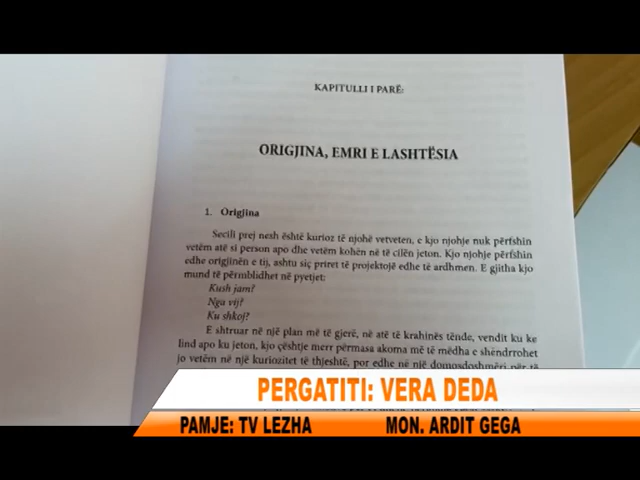 KAPITULLI I PARË:
ORIGJINA, EMRI E LASHTËSIA
1. Origjina
Secili prej nesh është kurioz të njohë vetveten, e kjo njohje nuk përfshin
vetëm atë si person apo dhe vetëm kohën në të cilën jeton. Kjo njohje përfshin
edhe origjinën e tij, ashtu siç priret të projektojë edhe të ardhmen. E gjitha kjo
mund të përmblidhet në pyetjet:
Kush jam?
Nga vij?
Ku shkoj?
E shtruar në një plan më të gjerë, në atë të krahinës tënde, vendit ku ke
lind apo ku jeton, kjo çështje merr përmasa akoma më të mëdha e shëndrrohet
jo vetëm në një kuriozitet të thjeshtë, por edhe në një domosdoshmëri për të
PERGATITI: VERA DEDA
PAMJE: TV LEZHA MON. ARDIT GEGA